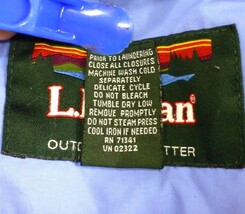 PRIOR TO LAUNDERING
CLOSE ALL CLOSURES
MACHINE WASH COLD
SEPARATELY
DELICATE CYCLE
DO NOT BLEACH
TUMBLE DRY LOW
REMOVE PROMPTLY
DO NOT STEAM PRESS
COOL IRON IF NEEDED
RN 71341
UN 02322
L. an
OUTD TTER